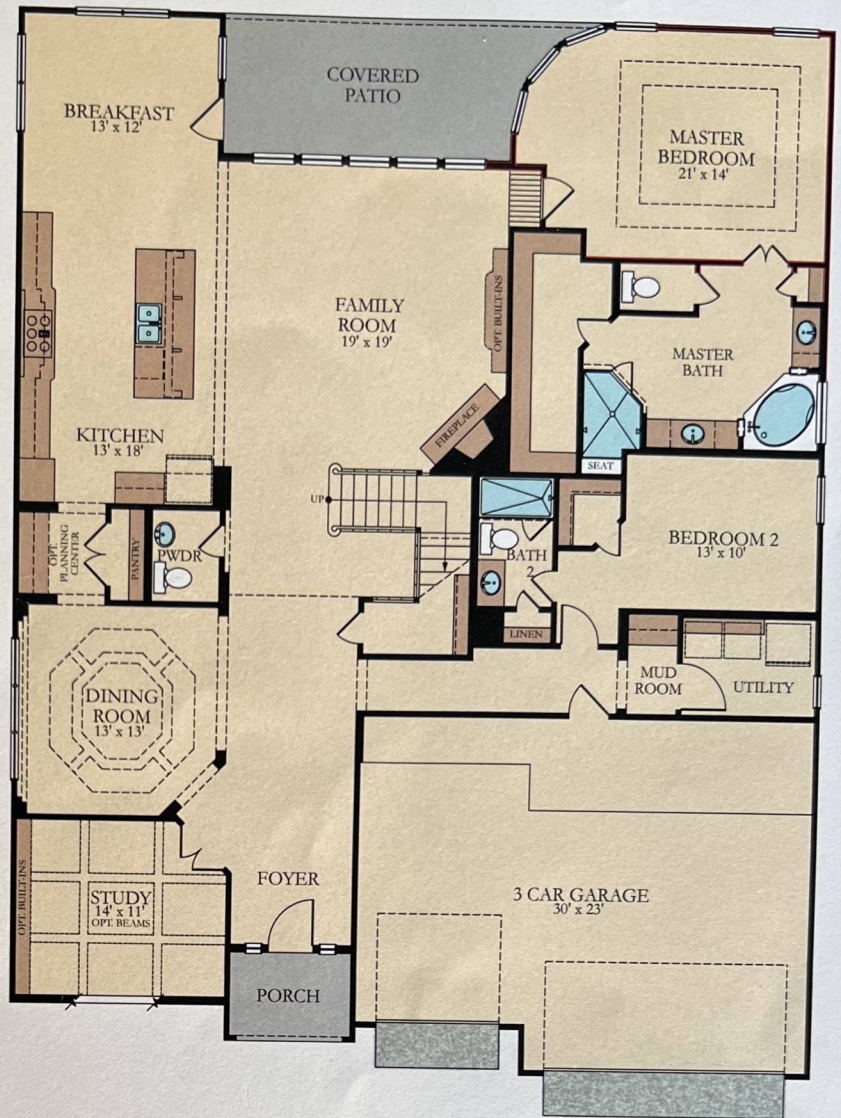 COVERED
PATIO
BREAKFAST
13' x 12'
MASTER
BEDROOM
21' x 14'
FAMILY
ROOM
19' x 19'
OPT. BUILT-INS
MASTER
BATH
FIREPLACE
KITCHEN
13' x 18'
SEAT
UP
OPT.
PLANNING
CENTER
PANTRY
PWDR
BATH
2
BEDROOM 2
13' x 10'
LINEN
MUD
ROOM
UTILITY
DINING
ROOM
13' x 13'
FOYER
OPT. BUILT-INS
STUDY
14' x 11'
OPT. BEAMS
3 CAR GARAGE
30' x 23'
PORCH